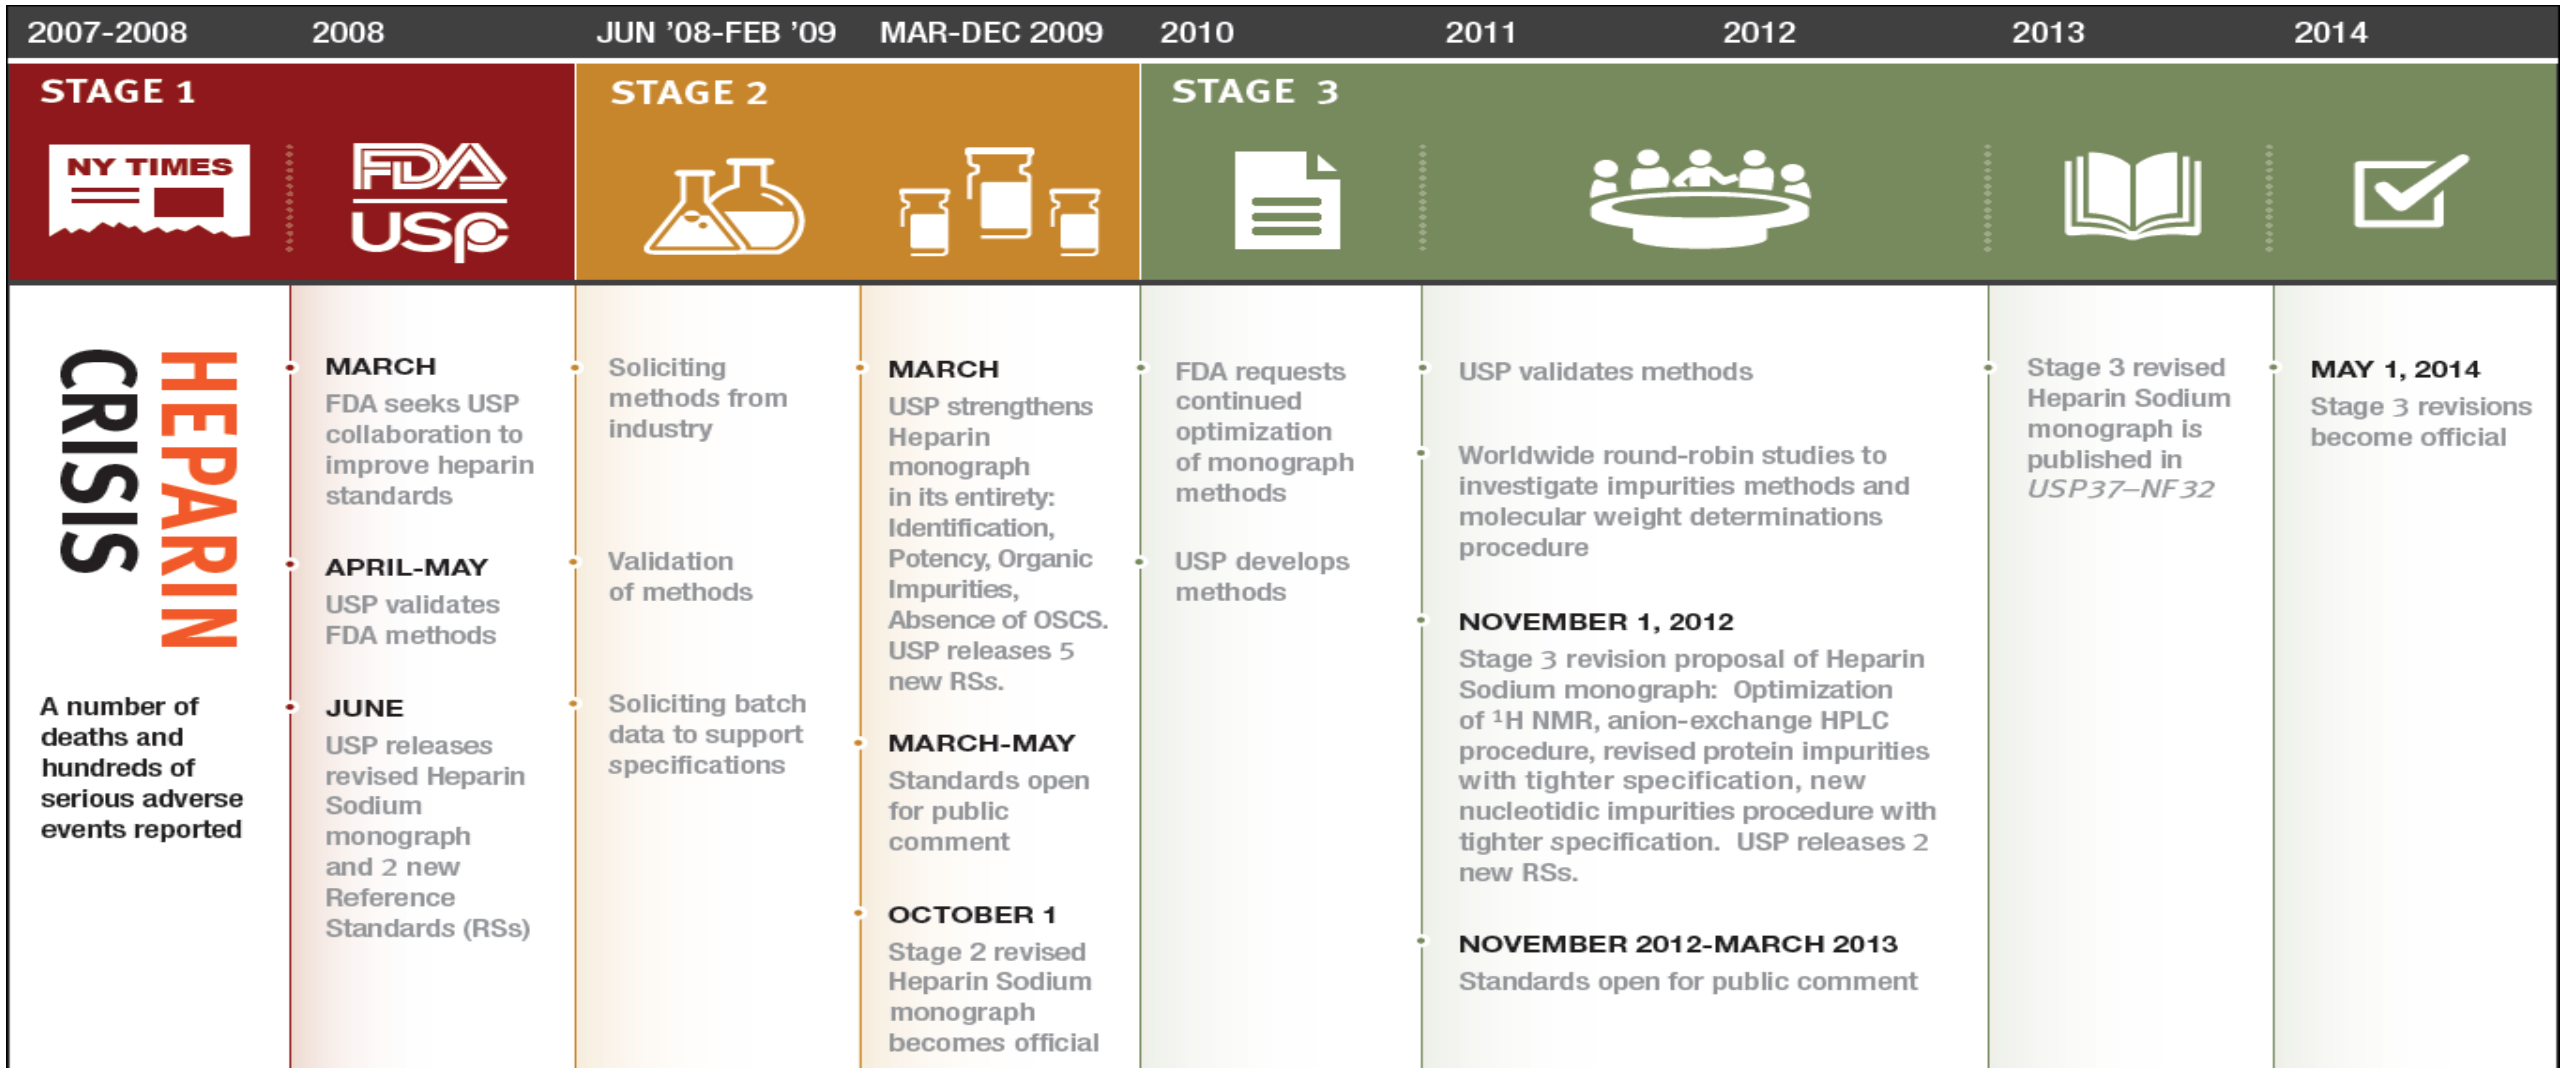 2007-2008
2008
JUN ’08-FEB ’09
MAR-DEC 2009
2010
2011
2012
2013
2014
STAGE 1
STAGE 2
STAGE 3
NY TIMES
FDA
USP
HEPARIN
CRISIS
A number of
deaths and
hundreds of
serious adverse
events reported
MARCH
FDA seeks USP
collaboration to
improve heparin
standards
APRIL-MAY
USP validates
FDA methods
JUNE
USP releases
revised Heparin
Sodium
monograph
and 2 new
Reference
Standards (RSs)
Soliciting
methods from
industry
Validation
of methods
Soliciting batch
data to support
specifications
MARCH
USP strengthens
Heparin
monograph
in its entirety:
Identification,
Potency, Organic
Impurities,
Absence of OSCS.
USP releases 5
new RSs.
MARCH-MAY
Standards open
for public
comment
OCTOBER 1
Stage 2 revised
Heparin Sodium
monograph
becomes official
FDA requests
continued
optimization
of monograph
methods
USP develops
methods
USP validates methods
Worldwide round-robin studies to
investigate impurities methods and
molecular weight determinations
procedure
NOVEMBER 1, 2012
Stage 3 revision proposal of Heparin
Sodium monograph: Optimization
of ¹H NMR, anion-exchange HPLC
procedure, revised protein impurities
with tighter specification, new
nucleotidic impurities procedure with
tighter specification. USP releases 2
new RSs.
NOVEMBER 2012-MARCH 2013
Standards open for public comment
Stage 3 revised
Heparin Sodium
monograph is
published in
USP37–NF32
MAY 1, 2014
Stage 3 revisions
become official